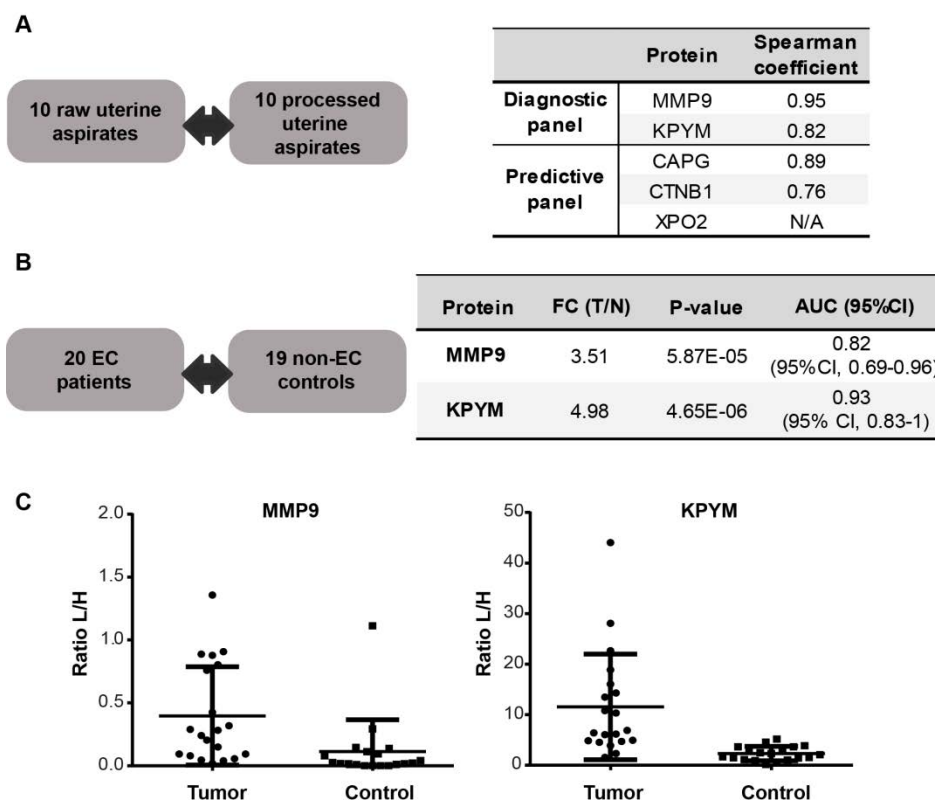 A
10 raw uterine
aspirates
10 processed
uterine
aspirates
Protein
Spearman
coefficient
Diagnostic
panel
MMP9
0.95
KPYM
0.82
Predictive
panel
CAPG
0.89
CTNB1
0.76
XPO2
N/A
B
20 EC
patients
19 non-EC
controls
Protein FC (T/N) P-value AUC (95%CI)
MMP9 3.51 5.87E-05 0.82
(95%CI, 0.69-0.96)
KPYM 4.98 4.65E-06 0.93
(95% CI, 0.83-1)
C
MMP9
Ratio L/H
2.0
1.5
1.0
0.5
0.0
Tumor Control
KPYM
Ratio L/H
50
40
30
20
10
0
Tumor Control